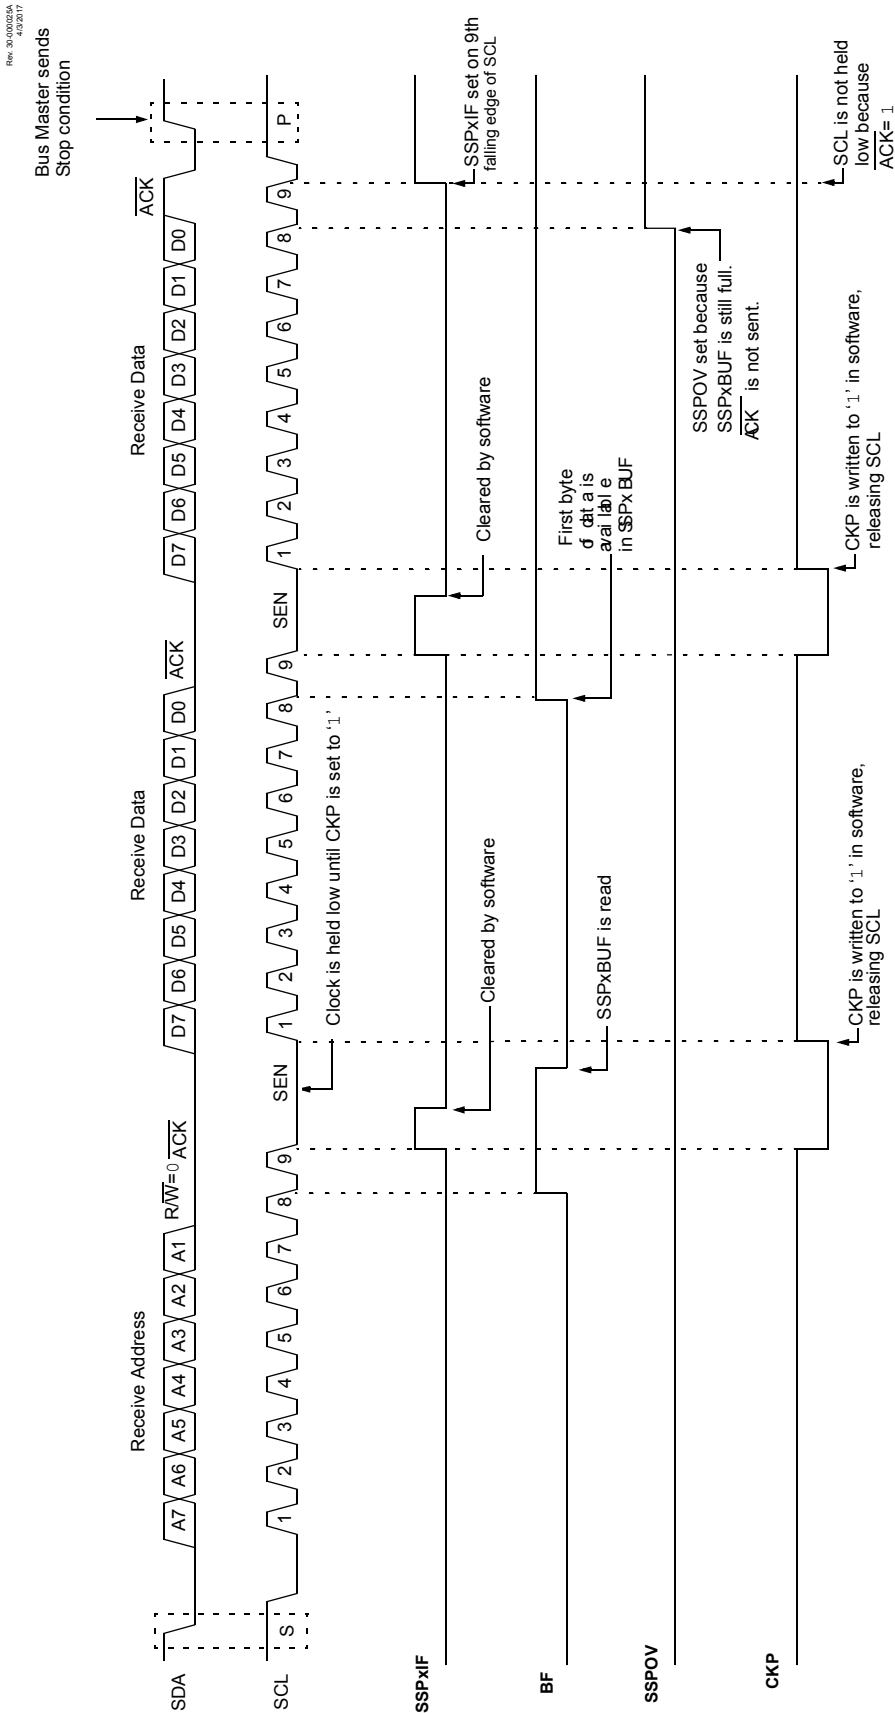 Rev. 30-000025A
4/3/2017
Bus Master sends
Stop condition
Receive Address
Receive Data
Receive Data
SDA
A7 A6 A5 A4 A3 A2 A1 R/W=0 ACK D7 D6 D5 D4 D3 D2 D1 D0 ACK D7 D6 D5 D4 D3 D2 D1 D0 ACK
SCL
S 1 2 3 4 5 6 7 8 9 SEN 1 2 3 4 5 6 7 8 9 SEN 1 2 3 4 5 6 7 8 9 P
Clock is held low until CKP is set to ‘1’
SSPxIF
Cleared by software
Cleared by software
SSPxIF set on 9th
falling edge of SCL
BF
SSPxBUF is read
First byte
of data is
available
in SSPxBUF
SSPOV
SSPOV set because
SSPxBUF is still full.
ACK is not sent.
CKP
CKP is written to ‘1’ in software,
releasing SCL
CKP is written to ‘1’ in software,
releasing SCL
SCL is not held
low because
ACK= 1